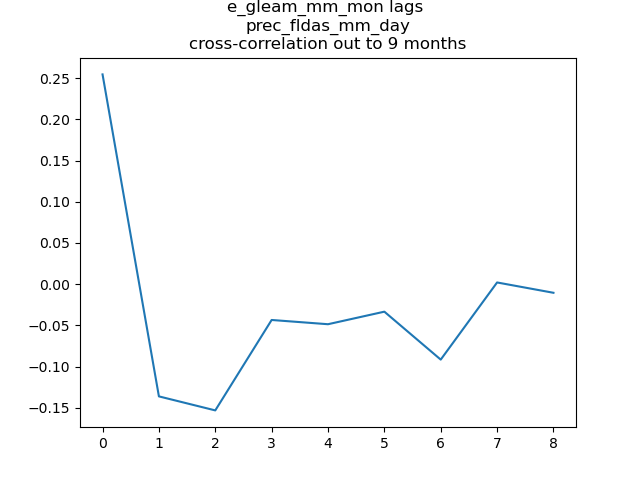 e_gleam_mm_mon lags
prec_fldas_mm_day
cross-correlation out to 9 months
0.25
0.20
0.15
0.10
0.05
0.00
−0.05
−0.10
−0.15
0 1 2 3 4 5 6 7 8